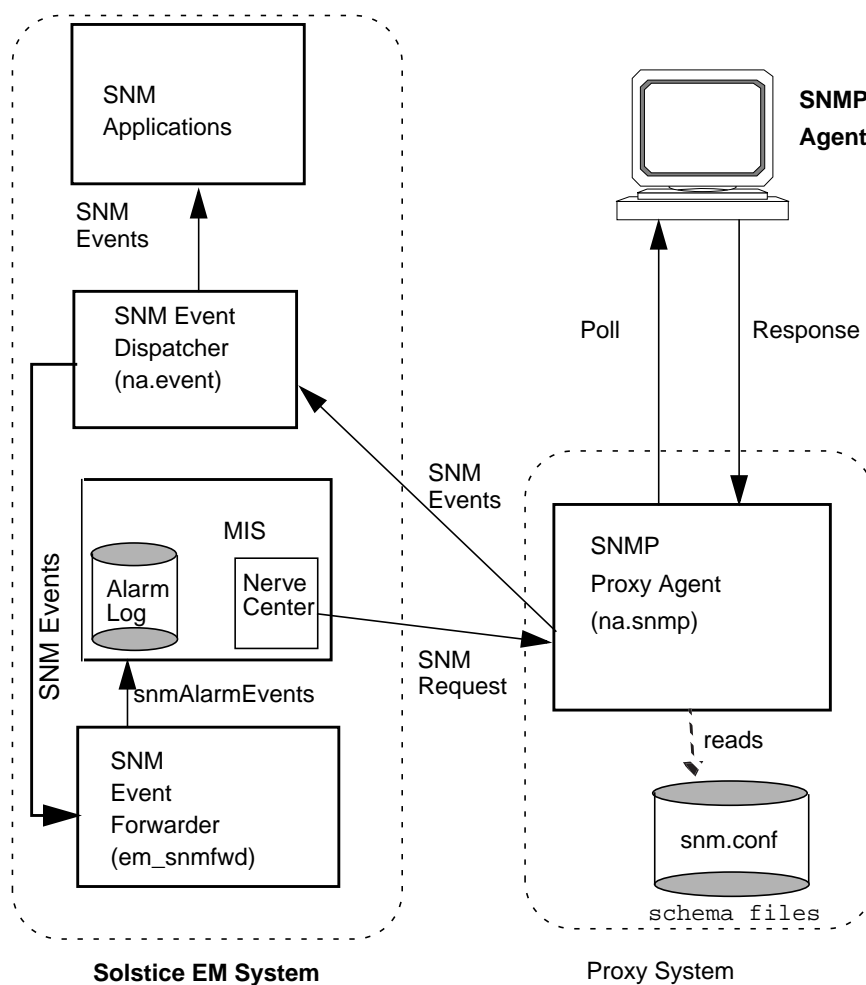 SNM
Applications
SNMP
Agent
SNM
Events
SNM Event
Dispatcher
(na.event)
Poll
Response
SNM
Events
SNM Events
MIS
Alarm
Log
Nerve
Center
SNMP
Proxy Agent
(na.snmp)
SNM
Request
snmAlarmEvents
reads
SNM
Event
Forwarder
(em_snmfwd)
snm.conf
schema files
Solstice EM System
Proxy System